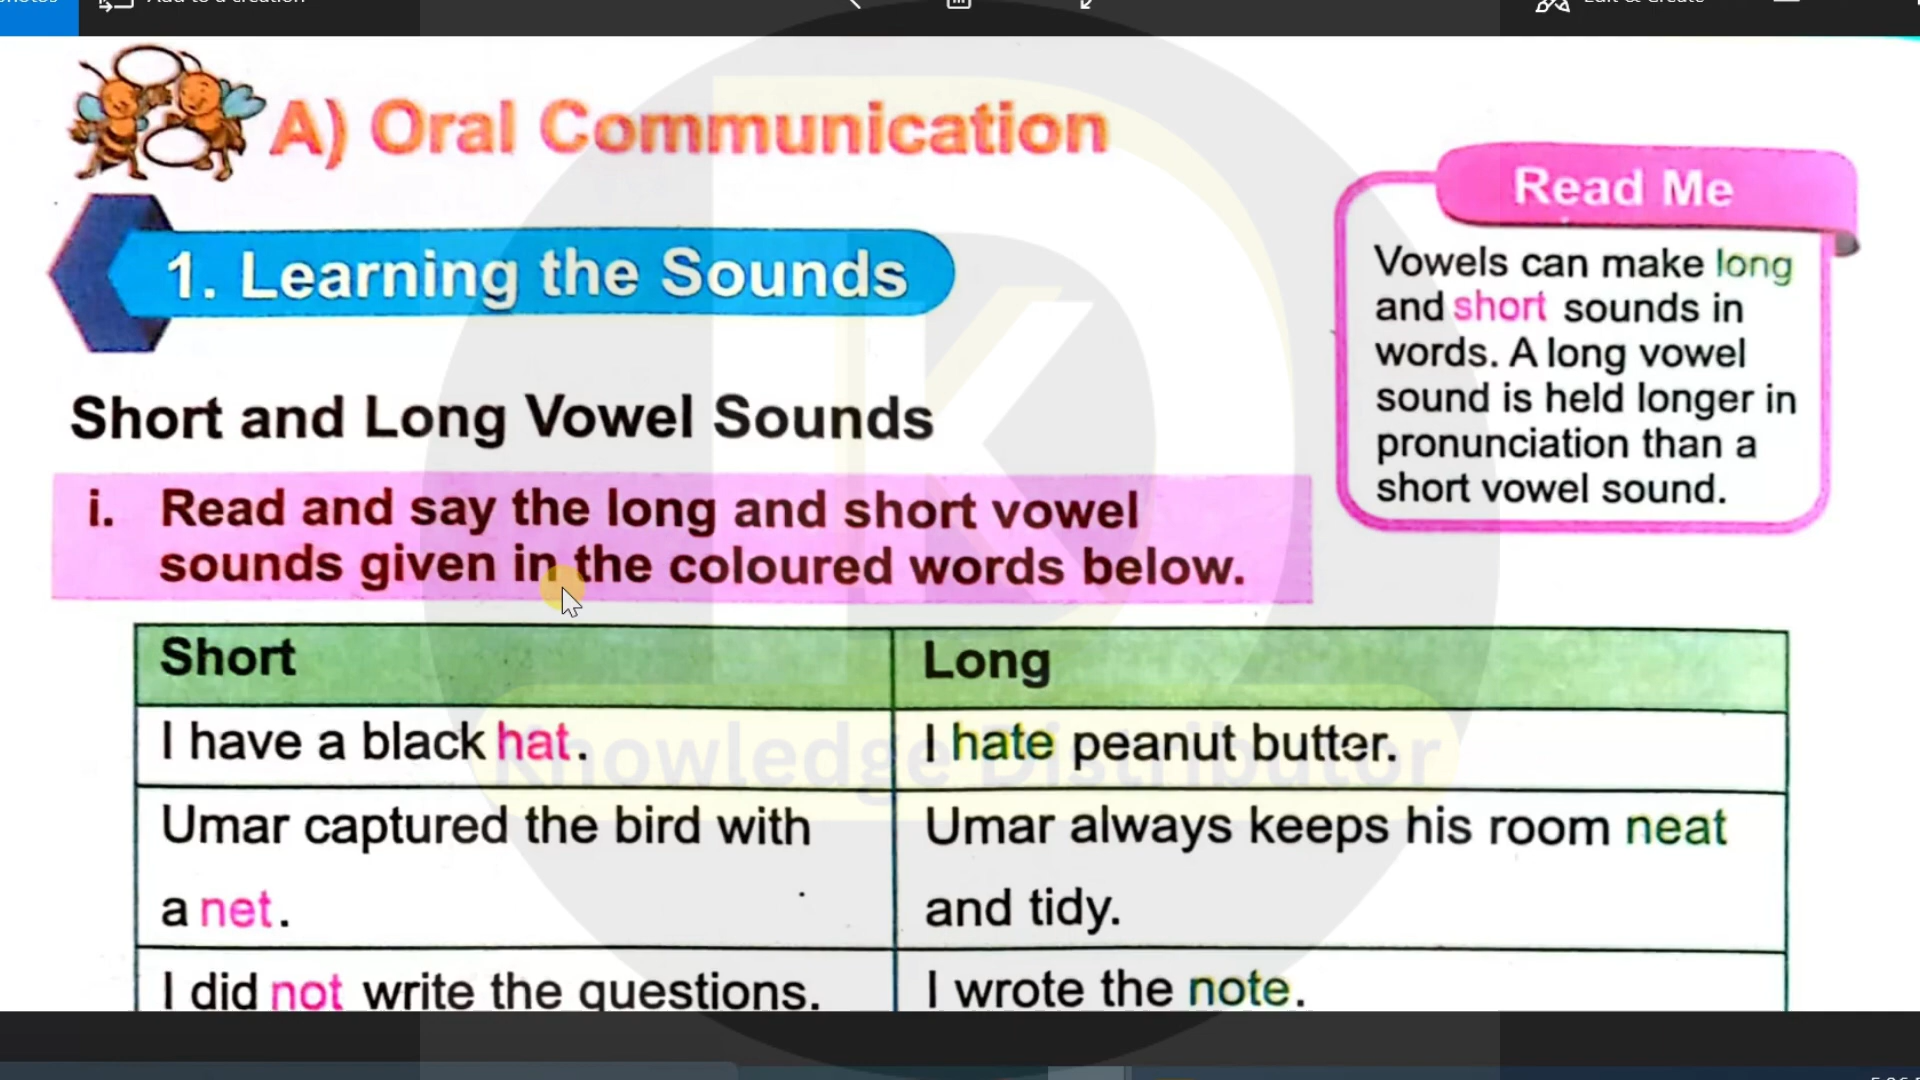 A) Oral Communication
1. Learning the Sounds
Read Me
Vowels can make long
and short sounds in
words. A long vowel
sound is held longer in
pronunciation than a
short vowel sound.
Short and Long Vowel Sounds
i. Read and say the long and short vowel
sounds given in the coloured words below.
Short
Long
I have a black hat.
I hate peanut butter.
Umar captured the bird with
a net.
Umar always keeps his room neat
and tidy.
I did not write the questions.
I wrote the note.
Knowledge Distributor